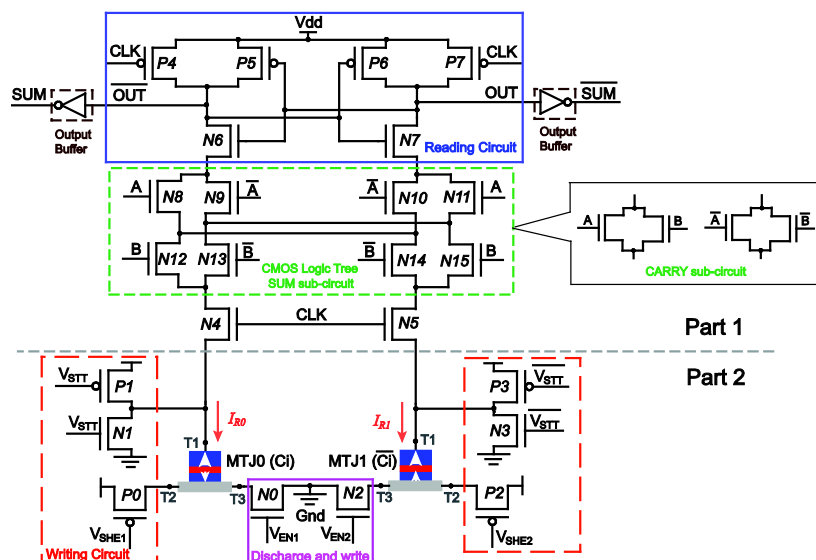 Vdd
CLK P4 P5 P6 P7 CLK
SUM OUT OUT SUM
Output Buffer
Output Buffer
N6 N7
Reading Circuit
A N8 N9 A A N10 N11 A
B N12 N13 B B N14 N15 B
CMOS Logic Tree
SUM sub-circuit
A B A B
CARRY sub-circuit
N4 CLK N5
Part 1
Part 2
VSTT P1 P3 VSTT
VSTT N1 N3 VSTT
IR0 IR1
T1 T1
MTJ0 (Ci) MTJ1 (Ci)
P0 T2 T3 N0 N2 T3 T2 P2
Gnd
VSHE1 VEN1 VEN2 VSHE2
Writing Circuit
Discharge and write